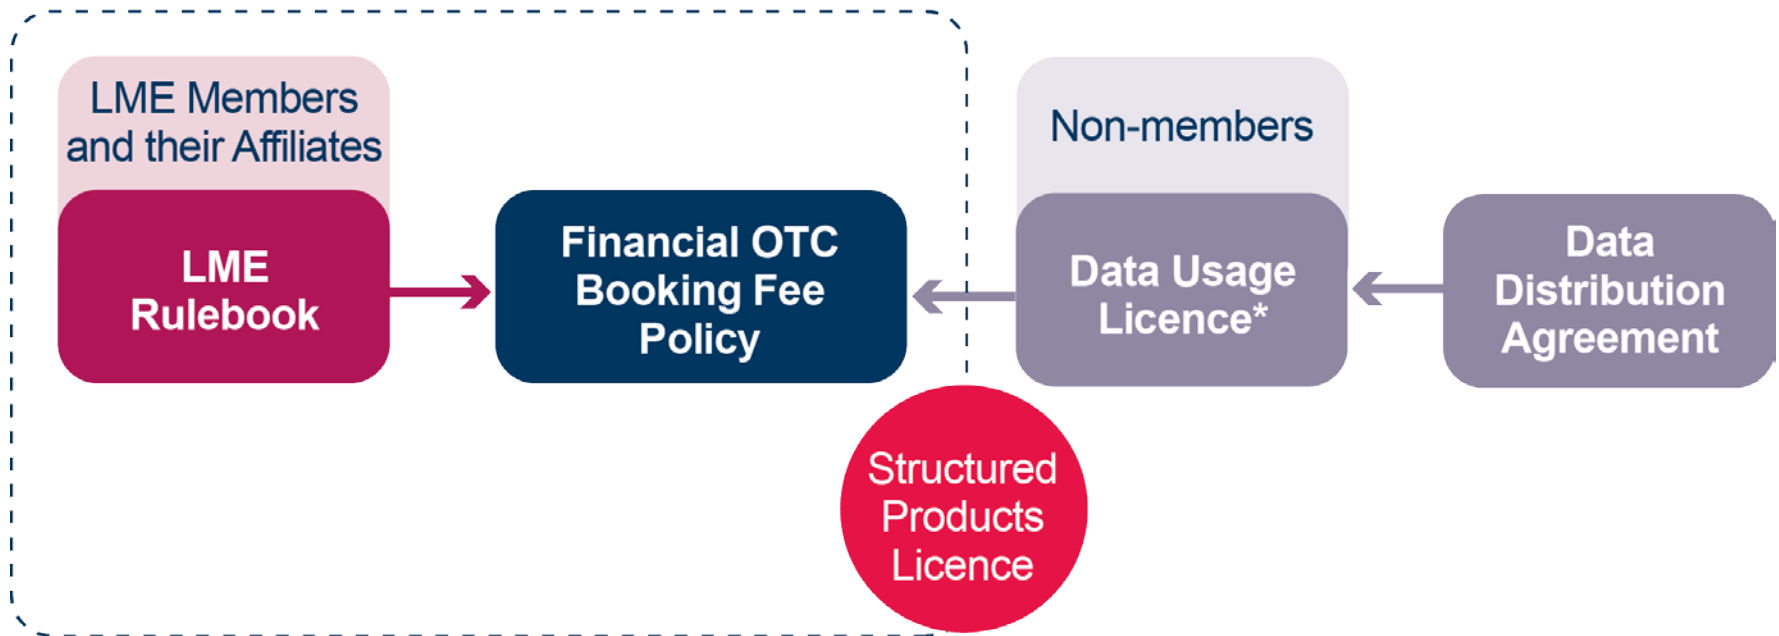 LME Members
and their Affiliates
LME
Rulebook
Financial OTC
Booking Fee
Policy
Non-members
Data Usage
Licence*
Data
Distribution
Agreement
Structured
Products
Licence